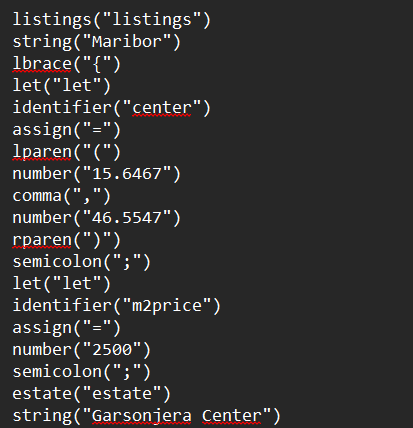 listings("listings")
string("Maribor")
lbrace("{")
let("let")
identifier("center")
assign("=")
lparen("(")
number("15.6467")
comma(",")
number("46.5547")
rparen(")")
semicolon(";")
let("let")
identifier("m2price")
assign("=")
number("2500")
semicolon(";")
estate("estate")
string("Garsonjera Center")